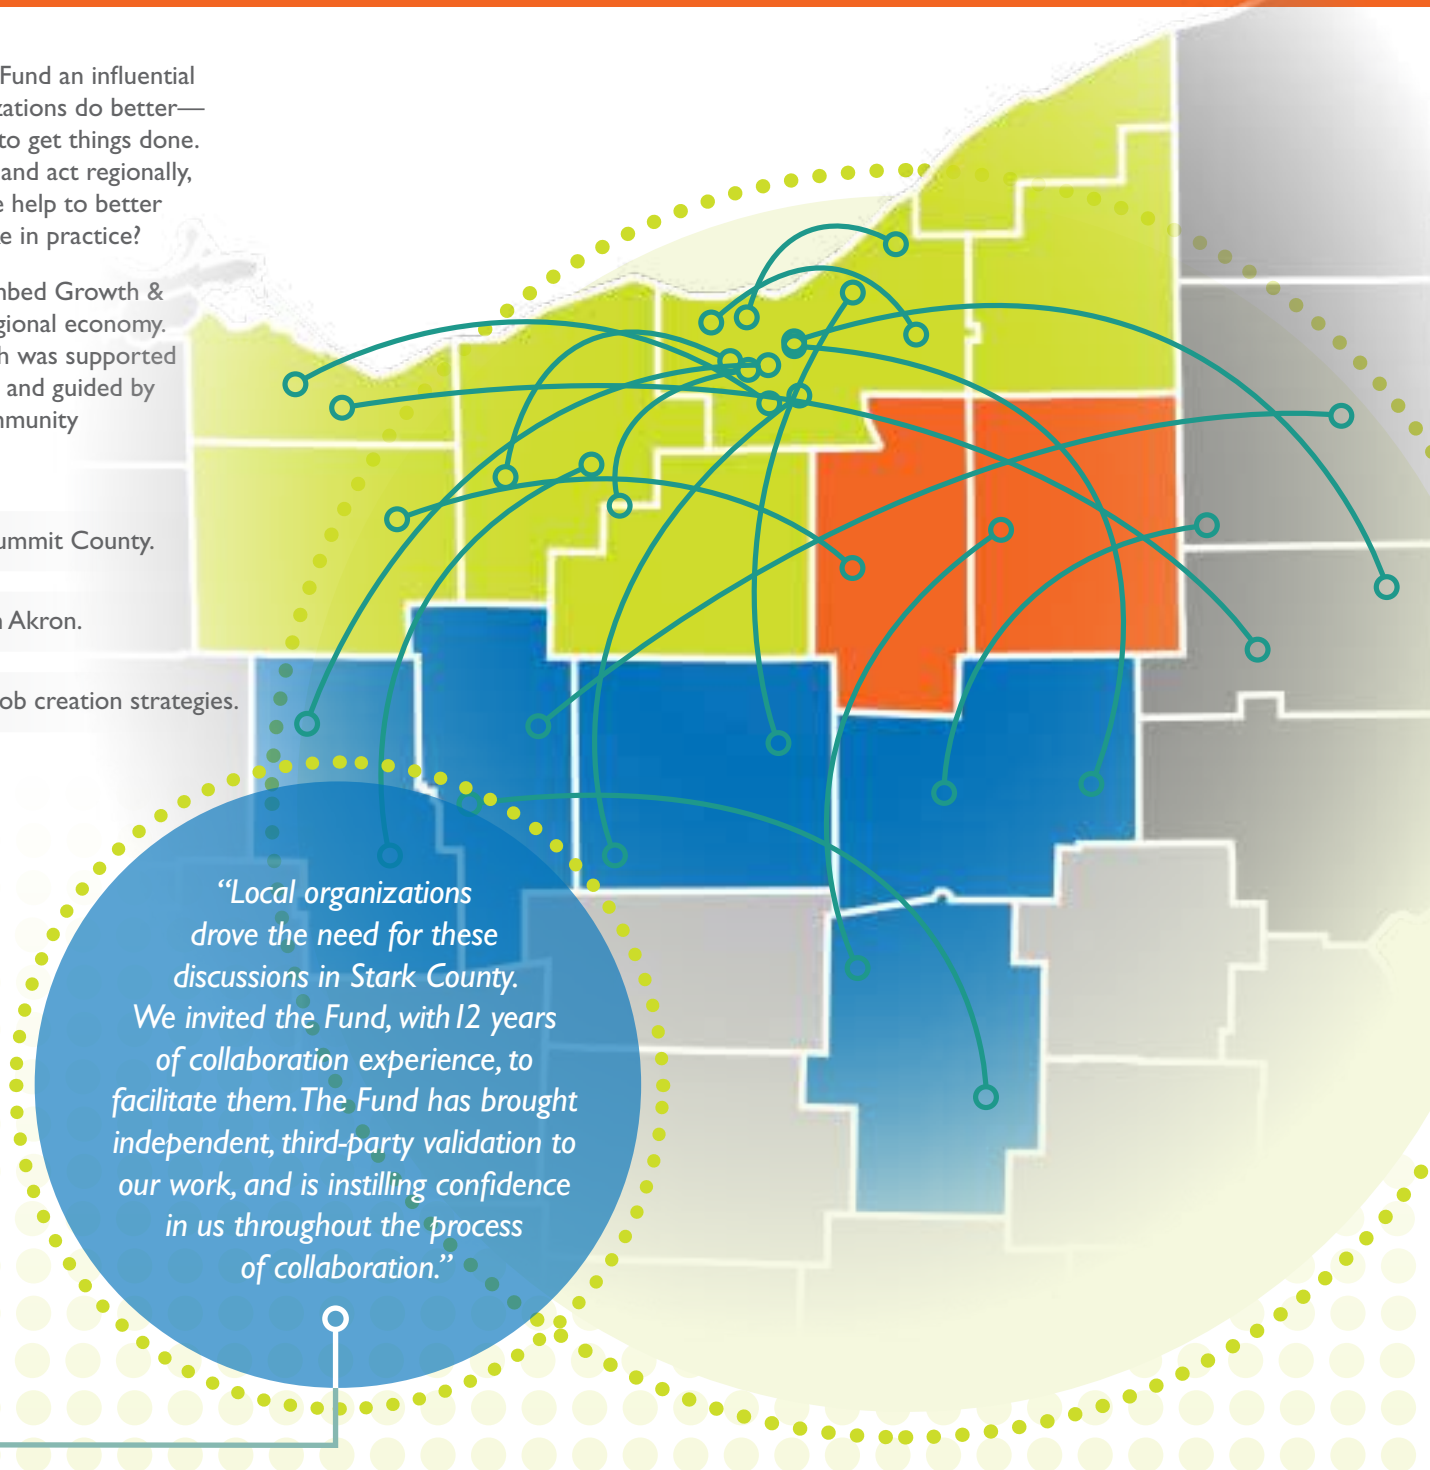 Fund an influential
zations do better—
to get things done.
and act regionally,
e help to better
e in practice?
nbed Growth &
gional economy.
h was supported
and guided by
nmunity
ummit County.
n Akron.
ob creation strategies.
“Local organizations
drove the need for these
discussions in Stark County.
We invited the Fund, with 12 years
of collaboration experience, to
facilitate them. The Fund has brought
independent, third-party validation to
our work, and is instilling confidence
in us throughout the process
of collaboration.”